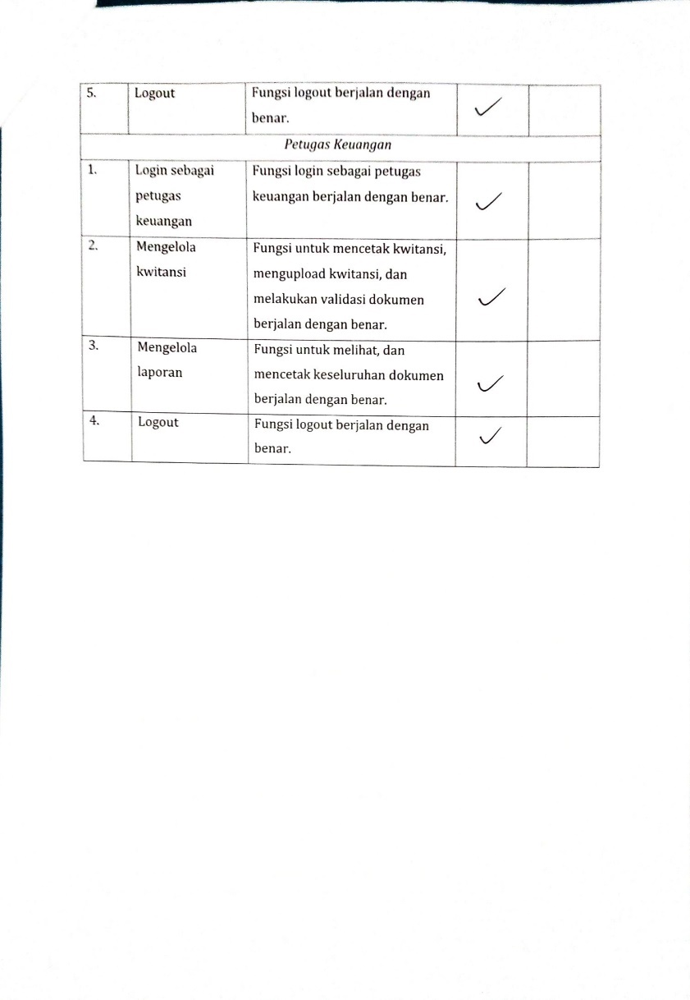 5. Logout Fungsi logout berjalan dengan
benar. ✓
Petugas Keuangan
1. Login sebagai Fungsi login sebagai petugas
petugas keuangan berjalan dengan benar. ✓
keuangan
2. Mengelola Fungsi untuk mencetak kwitansi,
kwitansi mengupload kwitansi, dan
melakukan validasi dokumen ✓
berjalan dengan benar.
3. Mengelola Fungsi untuk melihat, dan
laporan mencetak keseluruhan dokumen ✓
berjalan dengan benar.
4. Logout Fungsi logout berjalan dengan ✓
benar.